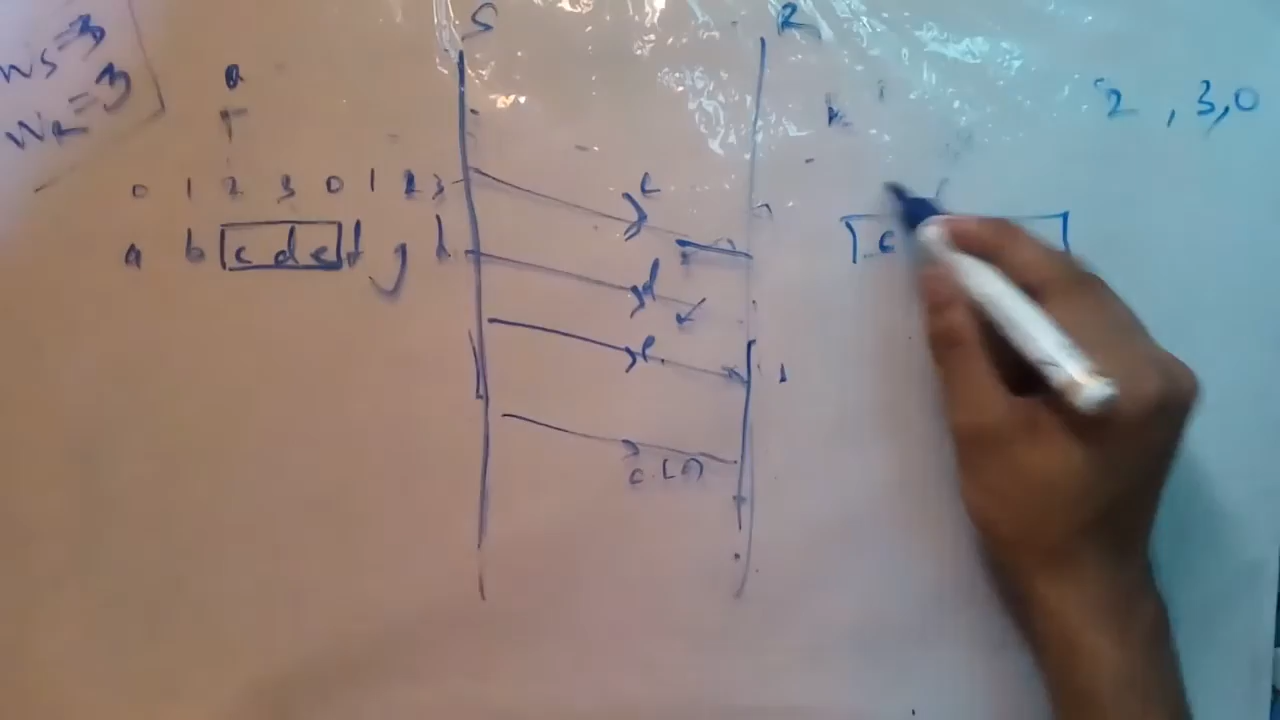 S R
Ws=3
WR=3
2 , 3,0
0 1 2 3 0 1 2 3
a b c d e f g h
c
d
e
c